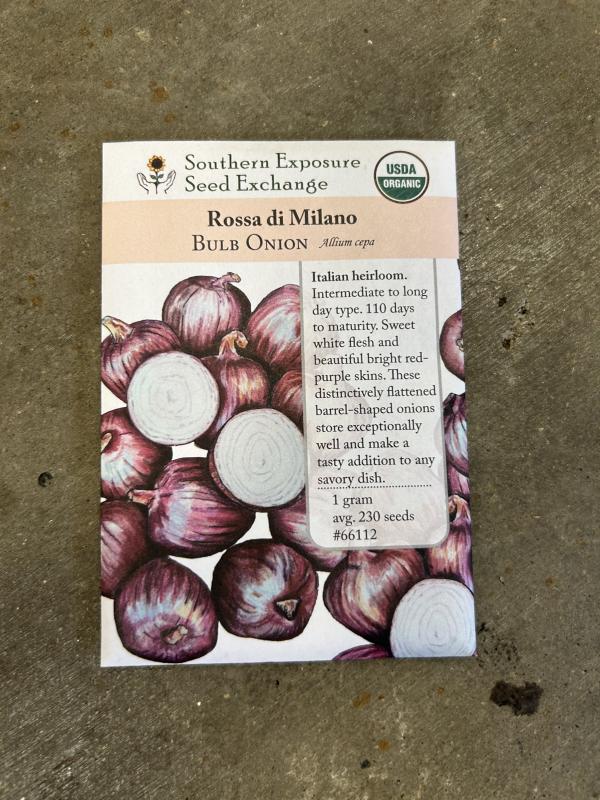 Southern Exposure
Seed Exchange
USDA
ORGANIC
Rossa di Milano
BULB ONION Allium cepa
Italian heirloom.
Intermediate to long
day type. 110 days
to maturity. Sweet
white flesh and
beautiful bright red-
purple skins. These
distinctively flattened
barrel-shaped onions
store exceptionally
well and make a
tasty addition to any
savory dish.
1 gram
avg. 230 seeds
#66112